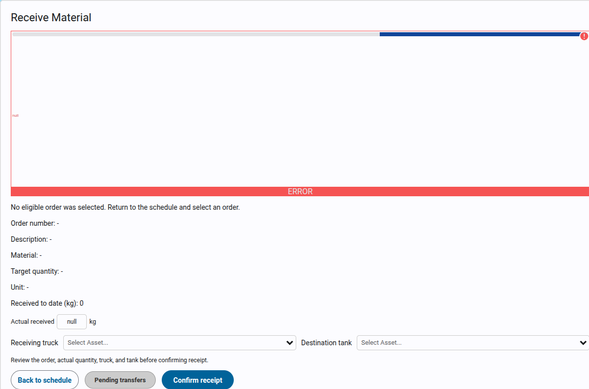 Receive Material
!
null
ERROR
No eligible order was selected. Return to the schedule and select an order.
Order number: -
Description: -
Material: -
Target quantity: -
Unit: -
Received to date (kg): 0
Actual received null kg
Receiving truck Select Asset... Destination tank Select Asset...
Review the order, actual quantity, truck, and tank before confirming receipt.
Back to schedule Pending transfers Confirm receipt